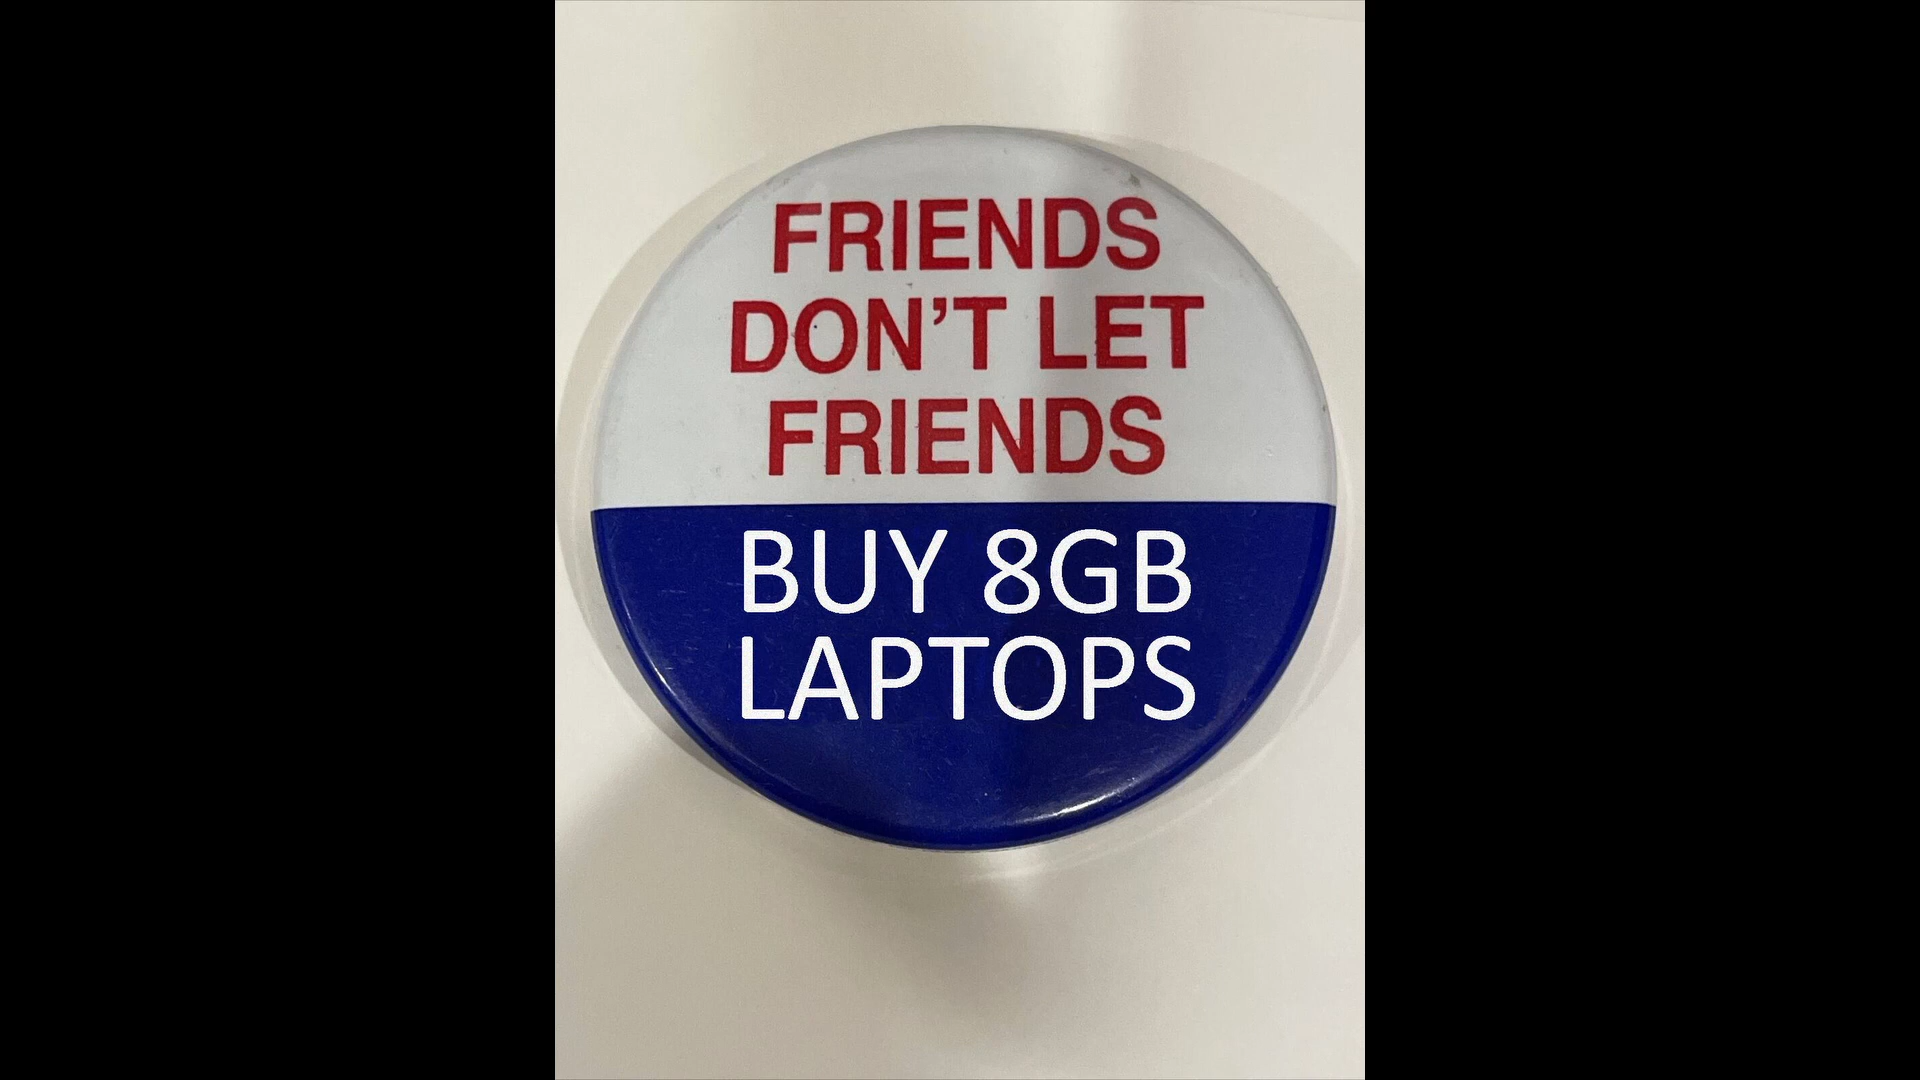 FRIENDS
DON'T LET
FRIENDS
BUY 8GB
LAPTOPS